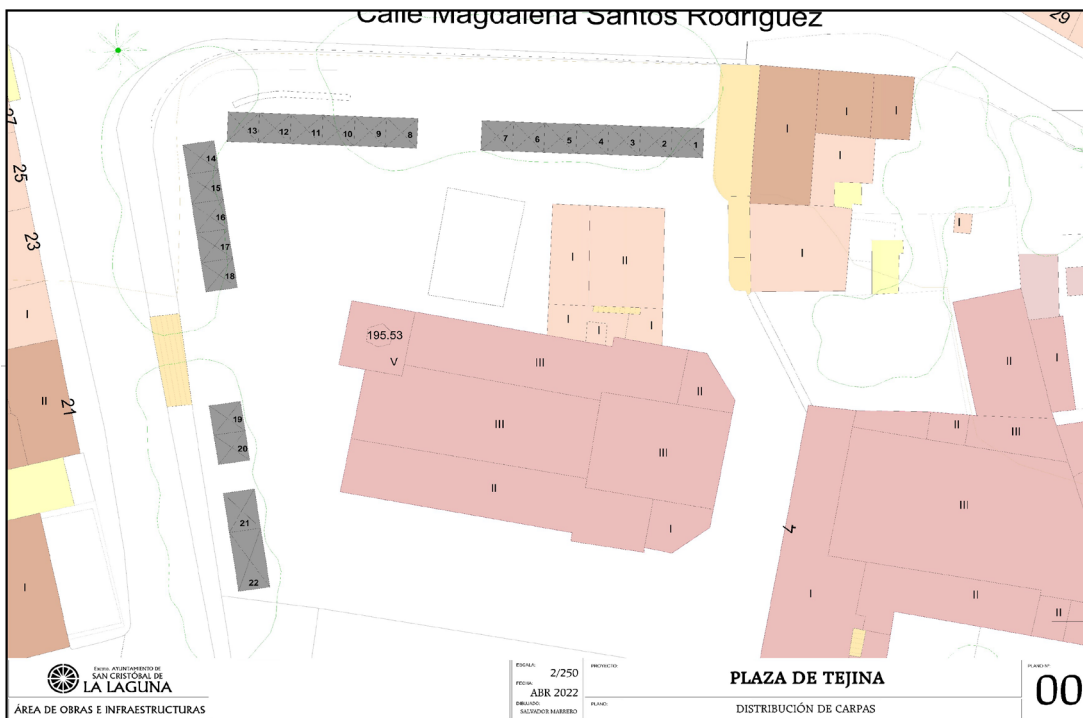 Calle Magdalena Santos Rodríguez
29
27
25
23
I
II
21
I
13 12 11 10 9 8
7 6 5 4 3 2 1
14
15
16
17
18
19
20
21
22
I
I
I
I
I
I
I
II
I
I
I
195.53
V
III
II
III
III
II
I
II
I
II
III
III
7
I
II
II
Excmo. AYUNTAMIENTO DE
SAN CRISTÓBAL DE
LA LAGUNA
ÁREA DE OBRAS E INFRAESTRUCTURAS
ESCALA: 2/250
FECHA: ABR 2022
DIBUJADO: SALVADOR MARRERO
PROYECTO: PLAZA DE TEJINA
PLANO: DISTRIBUCIÓN DE CARPAS
PLANO Nº:
00